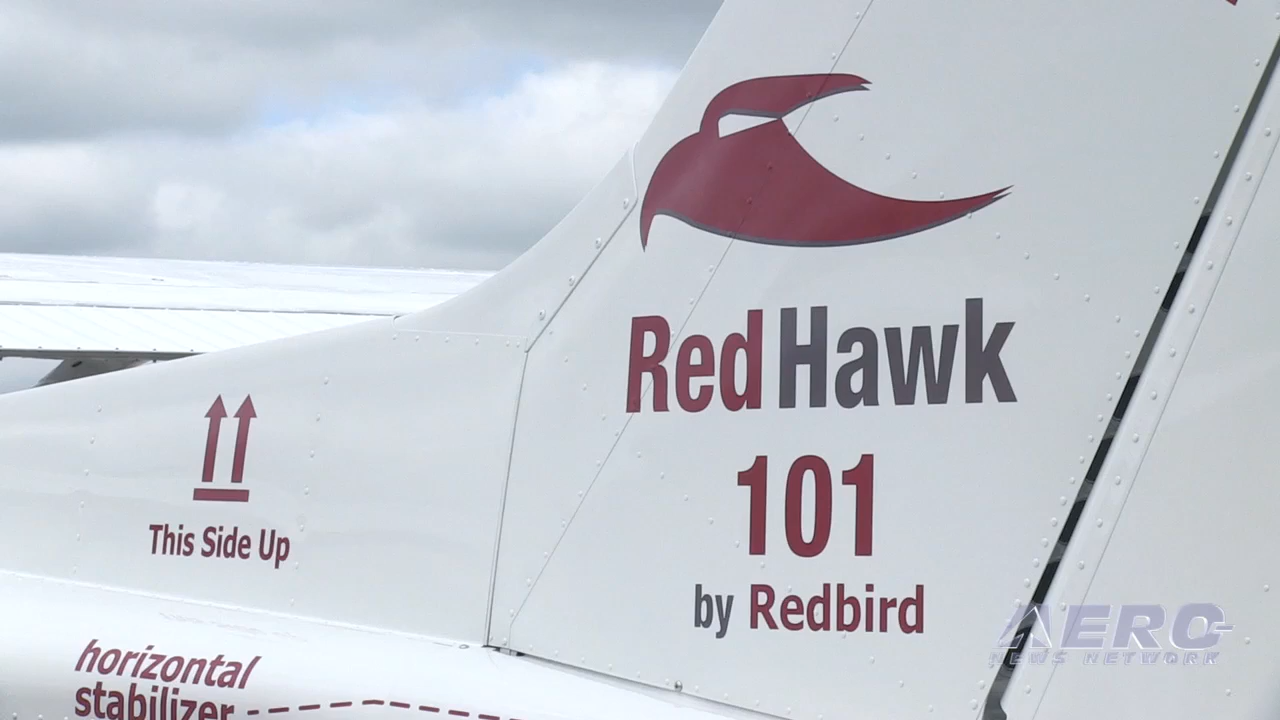 RedHawk
101
by Redbird
This Side Up
horizontal
stabilizer
AERO
NEWS NETWORK